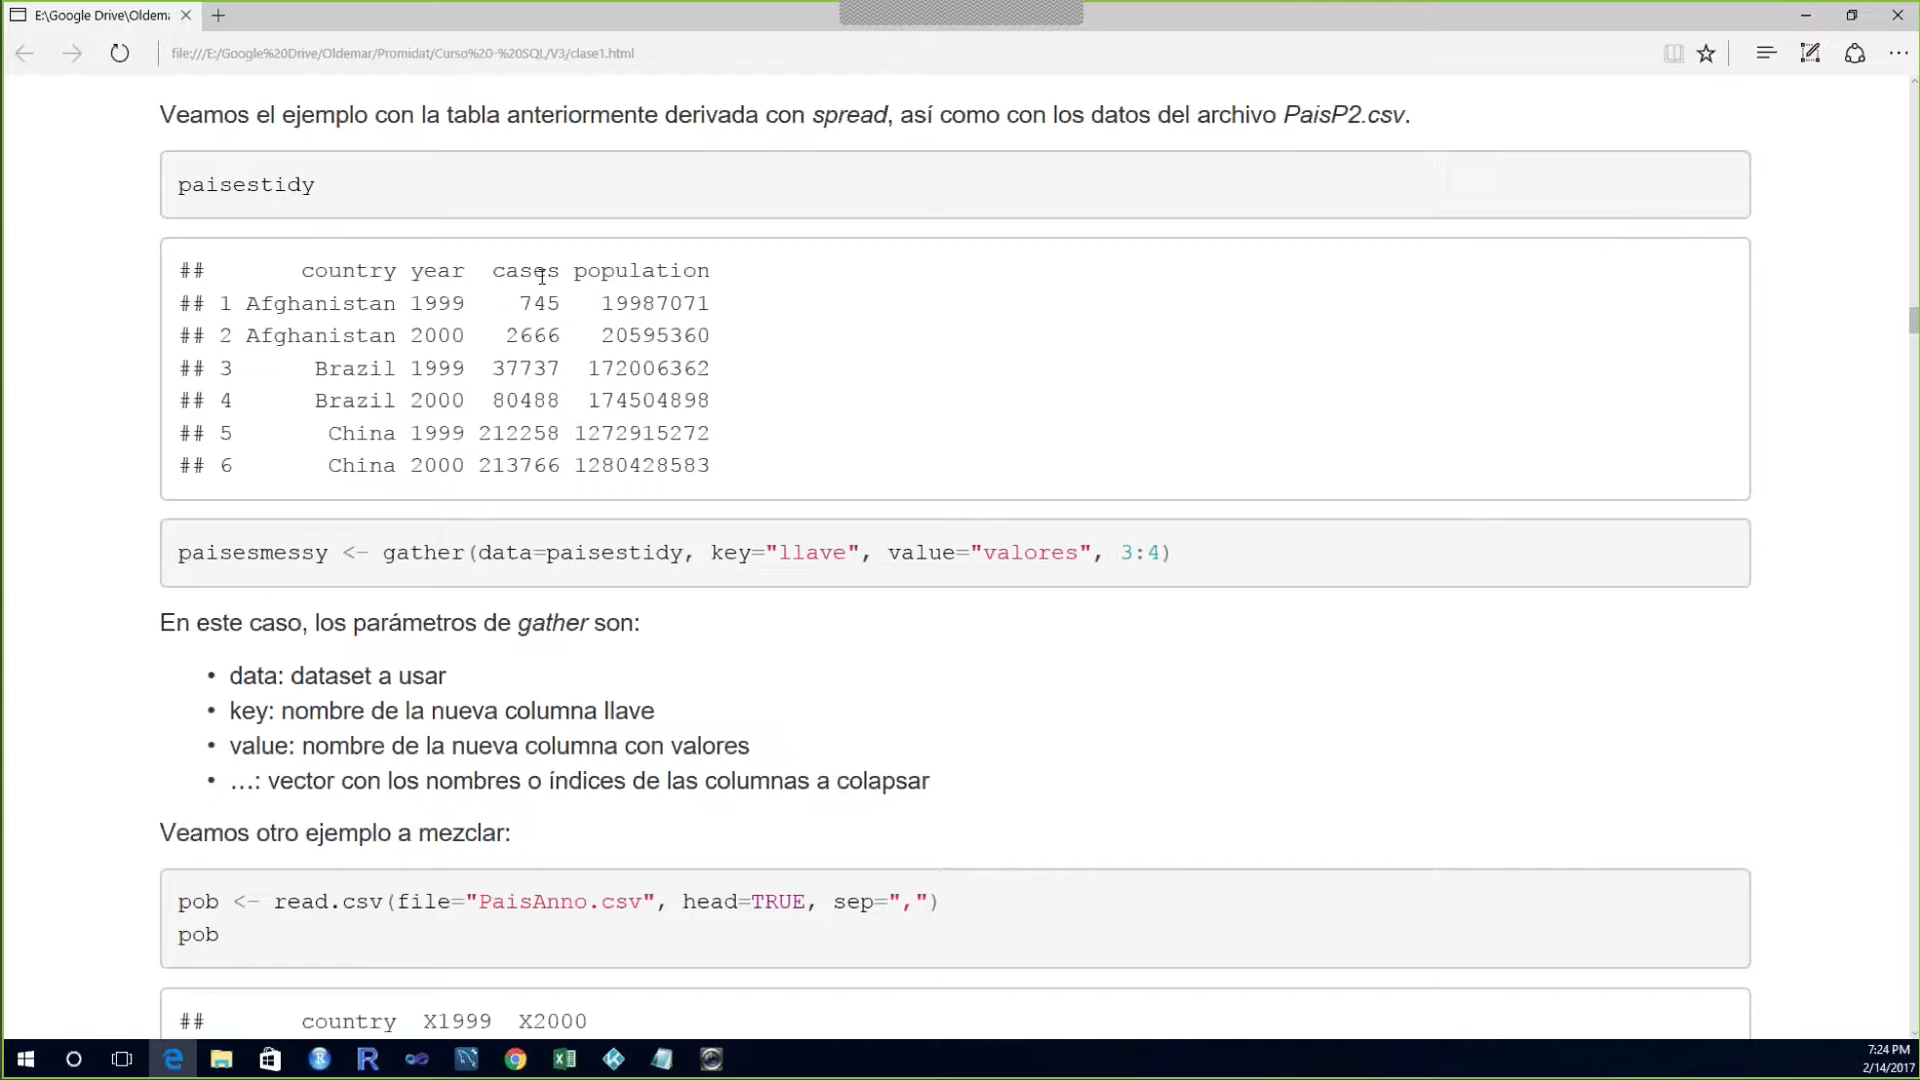 E:\Google Drive\Oldema
file:///E:/Google%20Drive/Oldemar/Promidat/Curso%20-%20SQL/V3/clase1.html
Veamos el ejemplo con la tabla anteriormente derivada con spread, así como con los datos del archivo PaisP2.csv.
paisestidy
## country year cases population
## 1 Afghanistan 1999 745 19987071
## 2 Afghanistan 2000 2666 20595360
## 3 Brazil 1999 37737 172006362
## 4 Brazil 2000 80488 174504898
## 5 China 1999 212258 1272915272
## 6 China 2000 213766 1280428583
paisesmessy <- gather(data=paisestidy, key="llave", value="valores", 3:4)
En este caso, los parámetros de gather son:
• data: dataset a usar
• key: nombre de la nueva columna llave
• value: nombre de la nueva columna con valores
• …: vector con los nombres o índices de las columnas a colapsar
Veamos otro ejemplo a mezclar:
pob <- read.csv(file="PaisAnno.csv", head=TRUE, sep=",")
pob
## country X1999 X2000
7:24 PM
2/14/2017